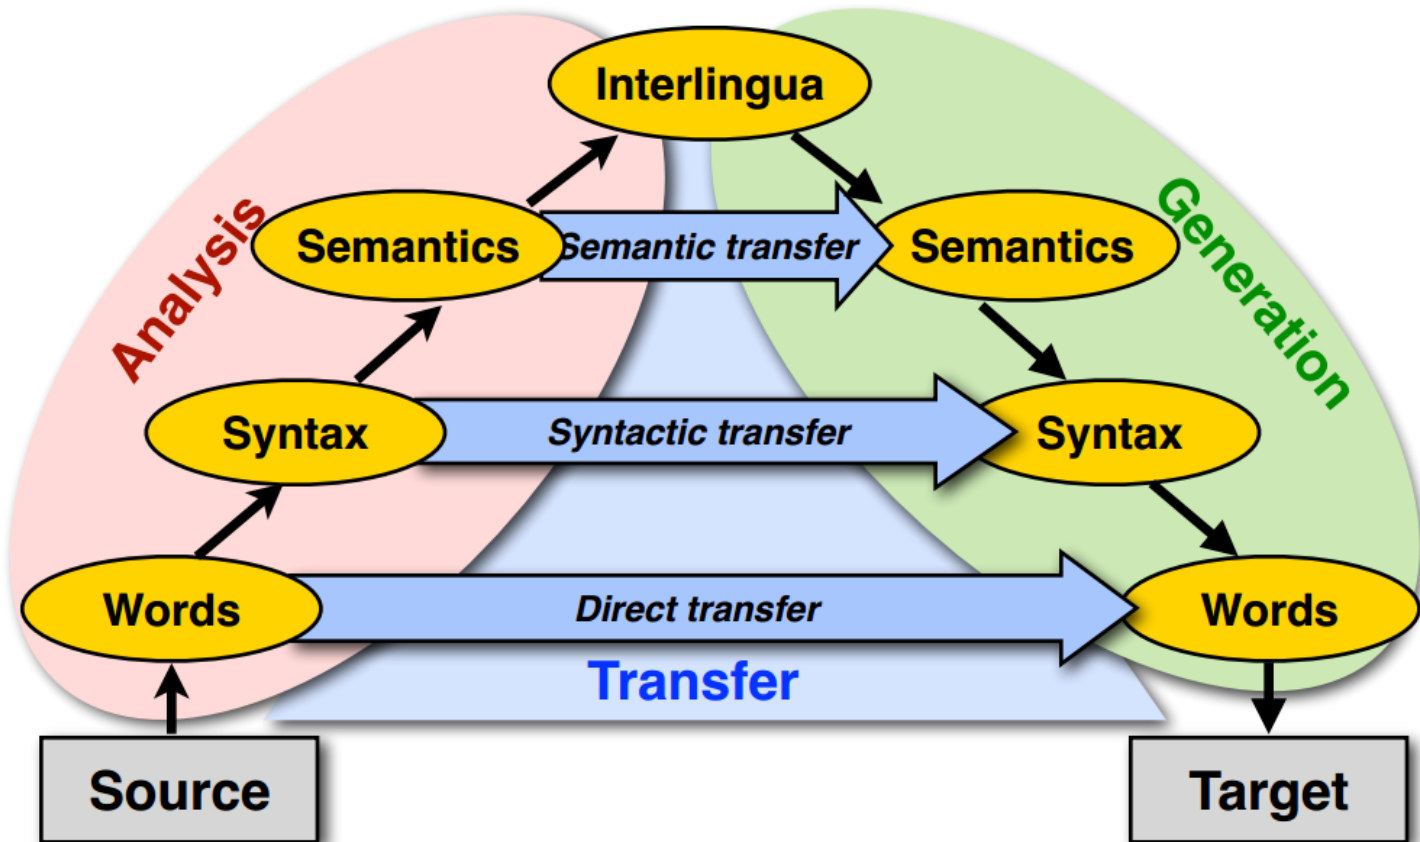 Interlingua
Analysis
Generation
Semantics
Semantic transfer
Semantics
Syntax
Syntactic transfer
Syntax
Words
Direct transfer
Words
Transfer
Source
Target